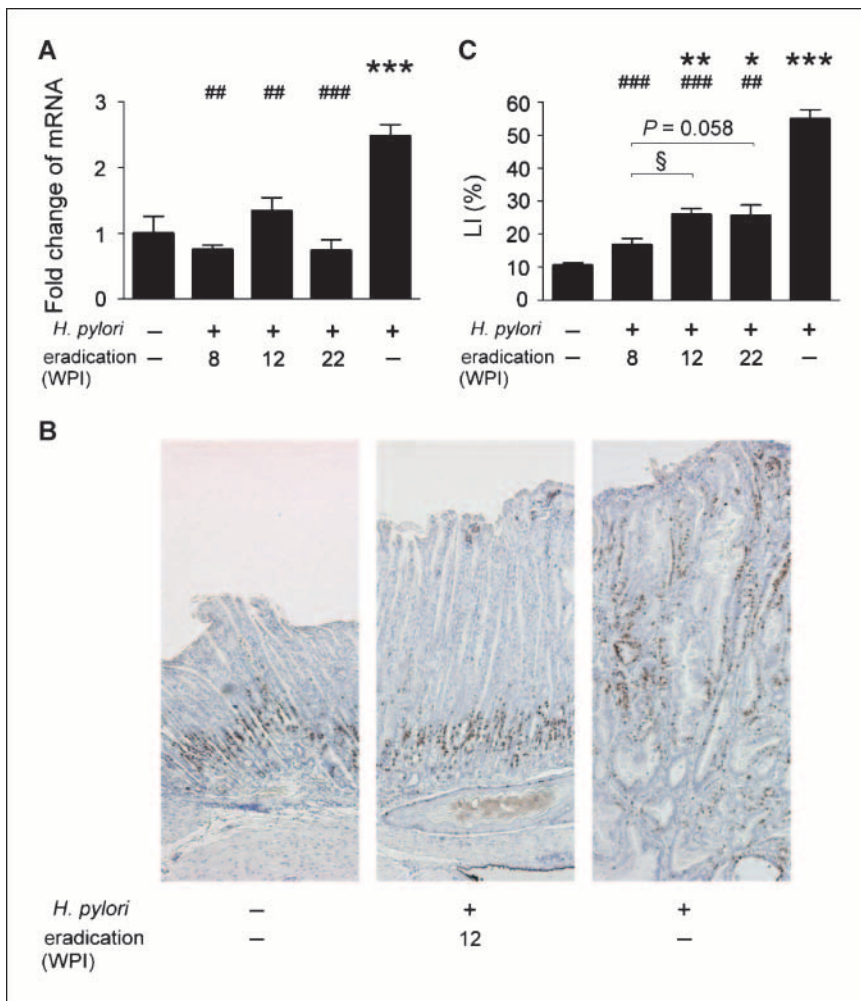 A
***
## ## ###
Fold change of mRNA
3
2
1
0
H. pylori − + + + +
eradication − 8 12 22 −
(WPI)
C
** * ***
### ### ##
P = 0.058
§
LI (%)
60
50
40
30
20
10
0
H. pylori − + + + +
eradication − 8 12 22 −
(WPI)
B
H. pylori − + +
eradication − 12 −
(WPI)